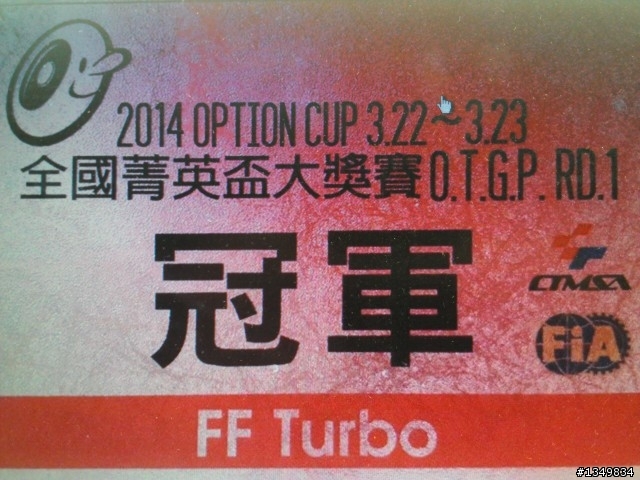 2014 OPTION CUP 3.22~3.23
全國菁英盃大獎賽 O.T.G.P. RD.1
冠軍
CTMSA
FiA
FF Turbo
#1349834